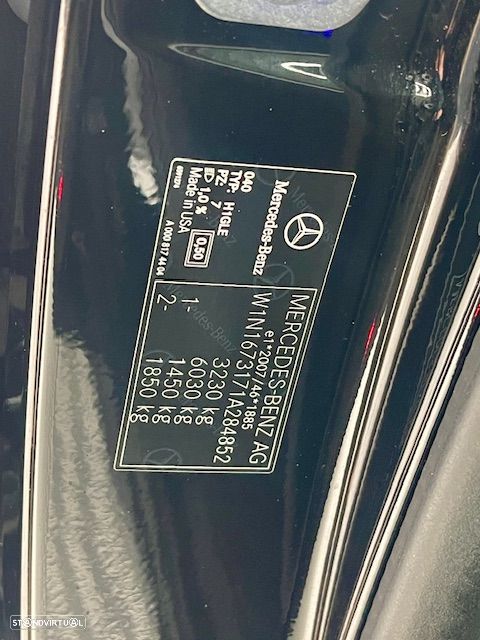 MERCEDES-BENZ AG
e1*2007/46*1885
W1N1673171A284852
3230 kg
6030 kg
1- 1450 kg
2- 1850 kg
Mercedes-Benz
040
TYP: H1GLE
PZ: 7
ID 1,0 % 0,50
Made in USA
A 000 817 44 04
STANDVIRTUAL